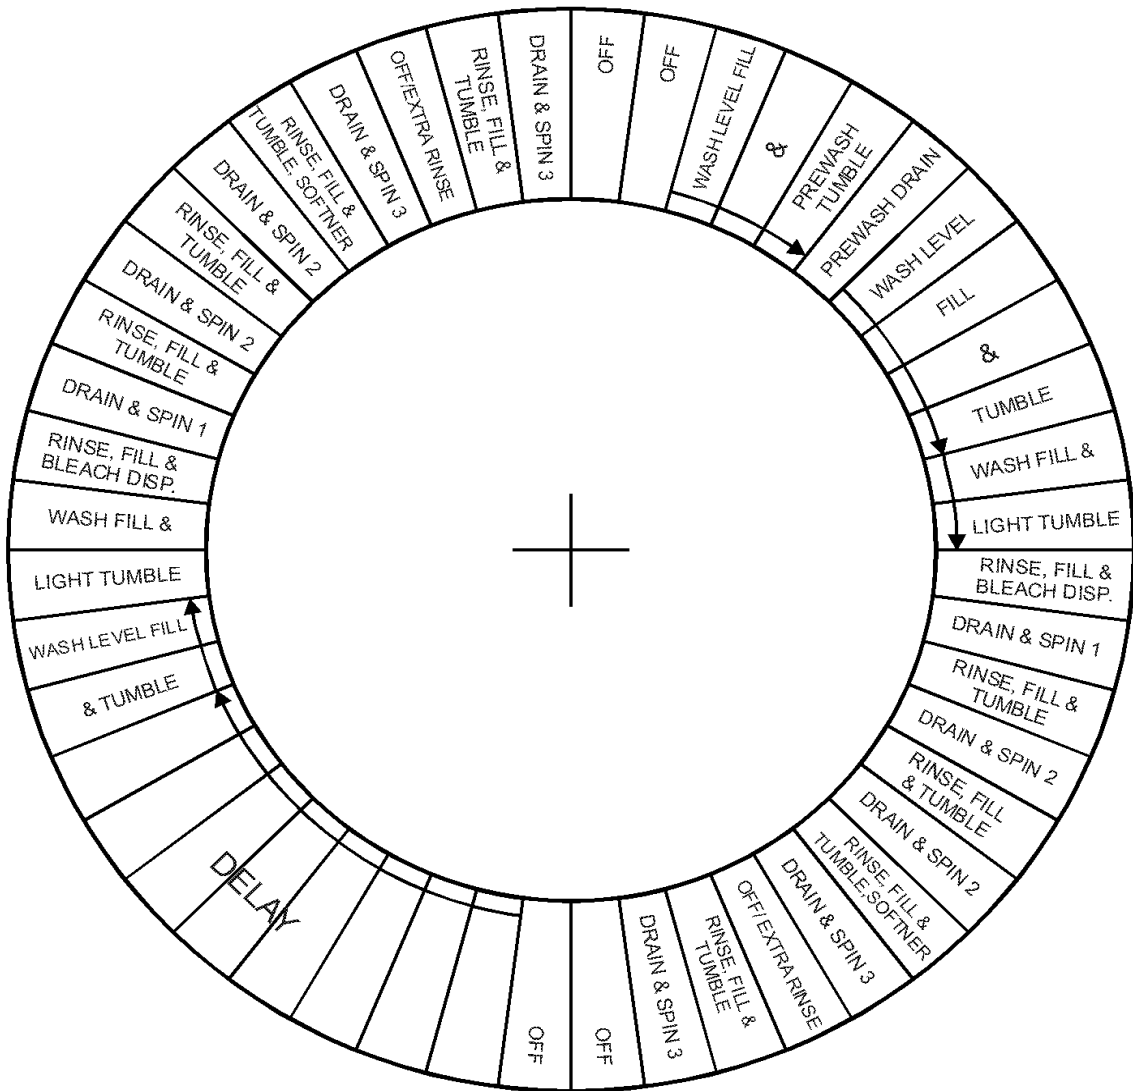 OFF
OFF
WASH LEVEL FILL
&
PREWASH
TUMBLE
PREWASH DRAIN
WASH LEVEL
FILL
&
TUMBLE
WASH FILL &
LIGHT TUMBLE
RINSE, FILL &
BLEACH DISP.
DRAIN & SPIN 1
RINSE, FILL &
TUMBLE
DRAIN & SPIN 2
RINSE, FILL
& TUMBLE
DRAIN & SPIN 2
RINSE, FILL &
TUMBLE,SOFTNER
DRAIN & SPIN 3
OFF/EXTRA RINSE
RINSE, FILL &
TUMBLE
DRAIN & SPIN 3
OFF
OFF
DELAY
& TUMBLE
WASH LEVEL FILL
LIGHT TUMBLE
WASH FILL &
RINSE, FILL &
BLEACH DISP.
DRAIN & SPIN 1
RINSE, FILL &
TUMBLE
DRAIN & SPIN 2
RINSE, FILL &
TUMBLE
DRAIN & SPIN 2
RINSE, FILL &
TUMBLE, SOFTNER
DRAIN & SPIN 3
OFF/EXTRA RINSE
RINSE, FILL &
TUMBLE
DRAIN & SPIN 3